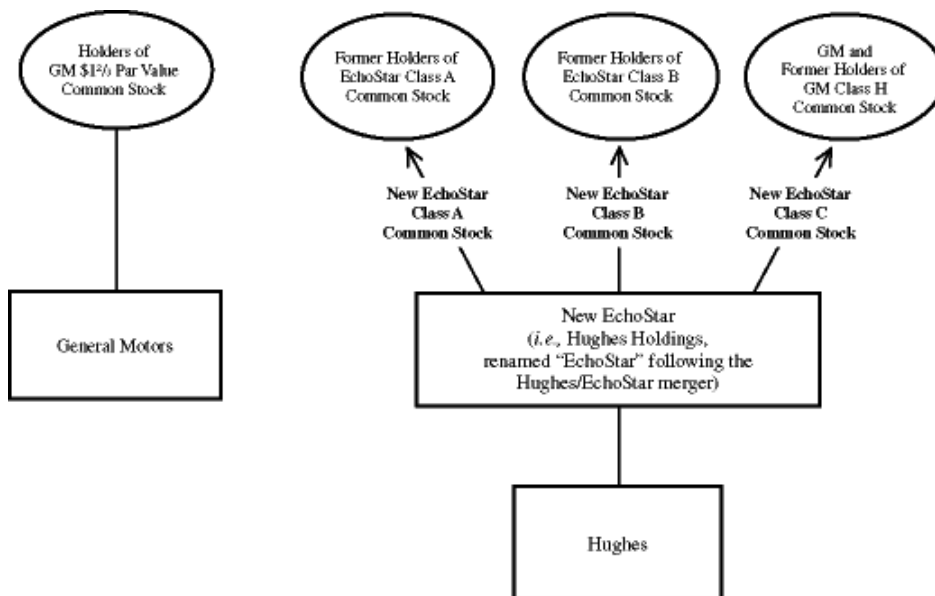 Holders of
GM $1²/₃ Par Value
Common Stock
Former Holders of
EchoStar Class A
Common Stock
Former Holders of
EchoStar Class B
Common Stock
GM and
Former Holders of
GM Class H
Common Stock
New EchoStar
Class A
Common Stock
New EchoStar
Class B
Common Stock
New EchoStar
Class C
Common Stock
General Motors
New EchoStar
(i.e., Hughes Holdings,
renamed “EchoStar” following the
Hughes/EchoStar merger)
Hughes